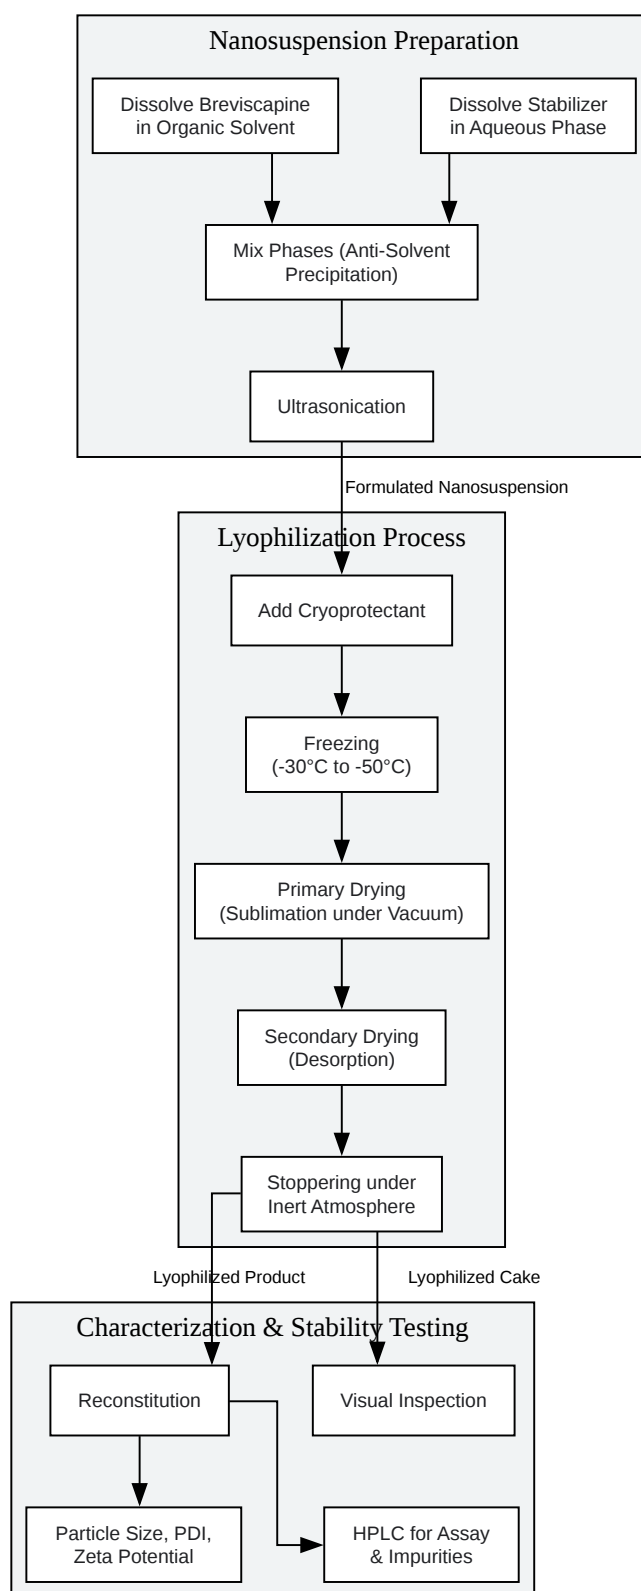 Nanosuspension Preparation
Dissolve Breviscapine
in Organic Solvent
Dissolve Stabilizer
in Aqueous Phase
Mix Phases (Anti-Solvent
Precipitation)
Ultrasonication
Formulated Nanosuspension
Lyophilization Process
Add Cryoprotectant
Freezing
(-30°C to -50°C)
Primary Drying
(Sublimation under Vacuum)
Secondary Drying
(Desorption)
Stoppering under
Inert Atmosphere
Lyophilized Product
Lyophilized Cake
Characterization & Stability Testing
Reconstitution
Visual Inspection
Particle Size, PDI,
Zeta Potential
HPLC for Assay
& Impurities